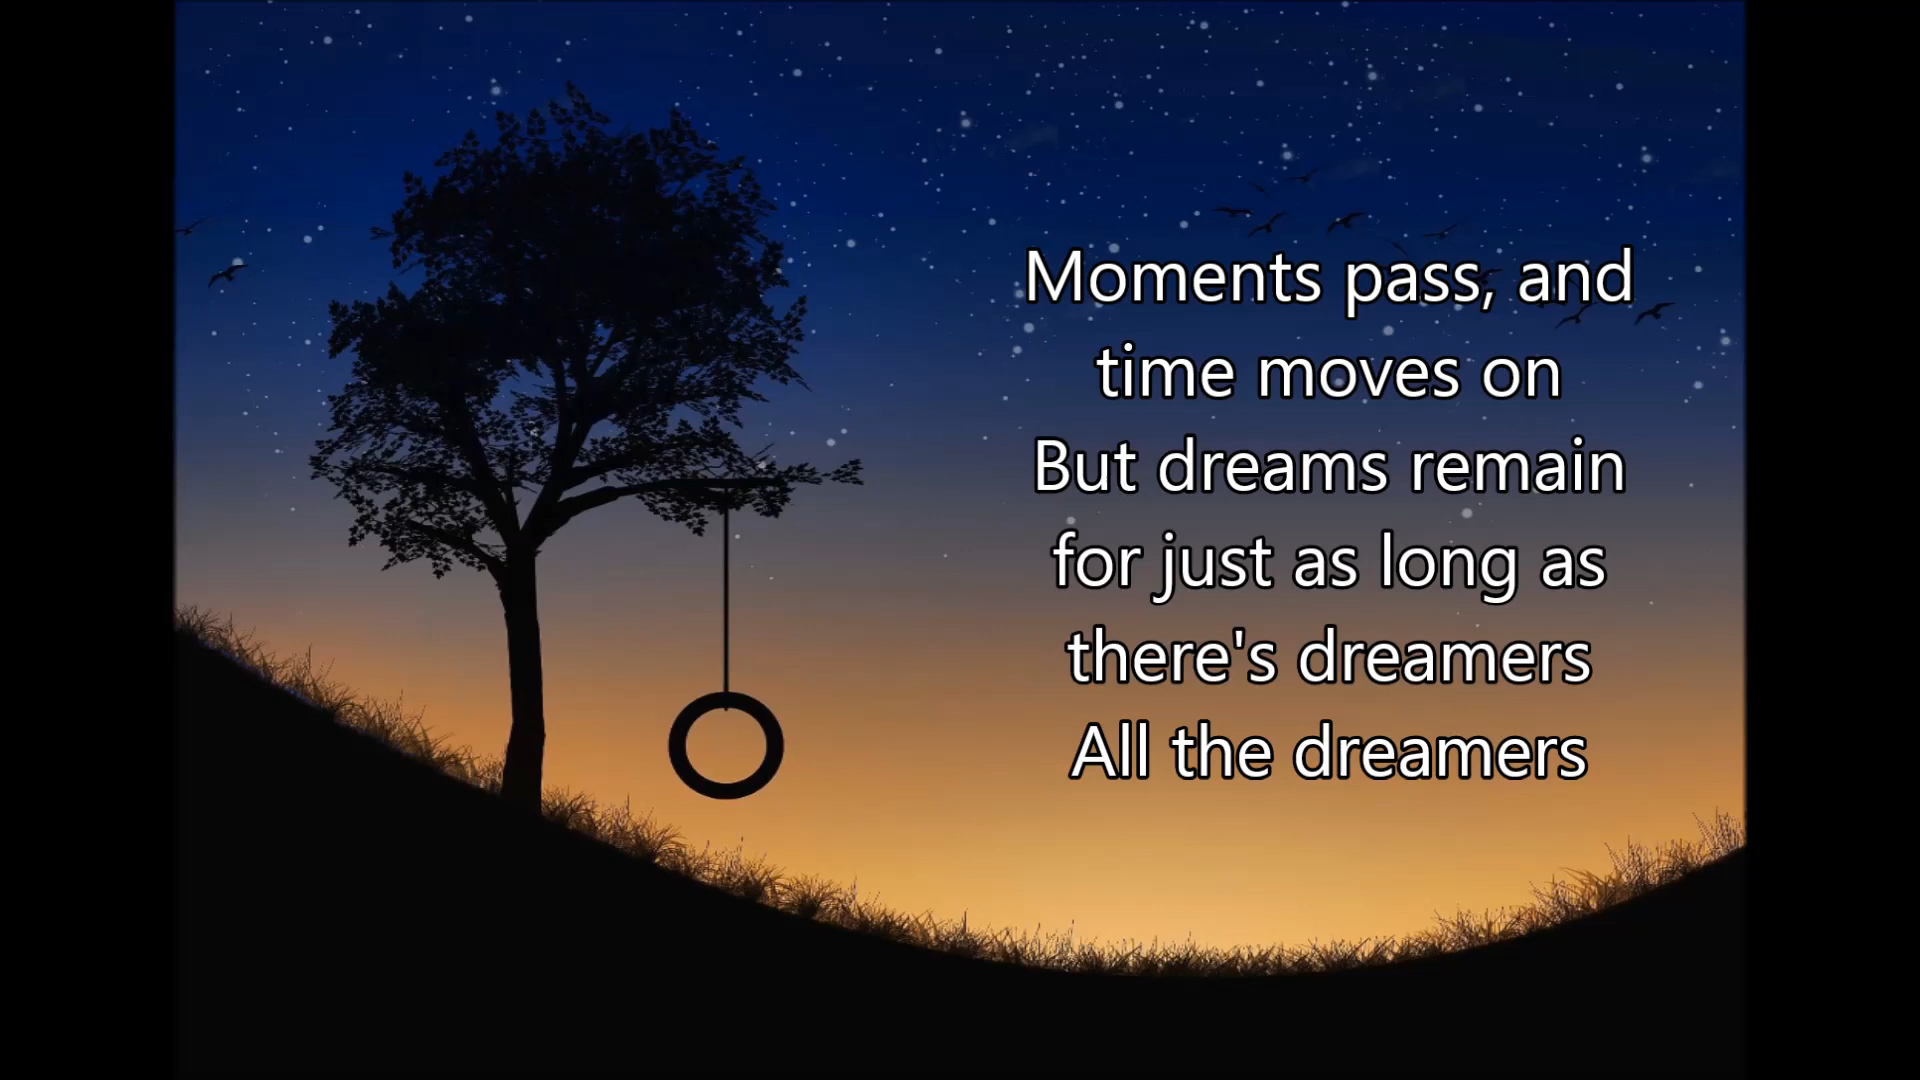 Moments pass, and
time moves on
But dreams remain
for just as long as
there's dreamers
All the dreamers